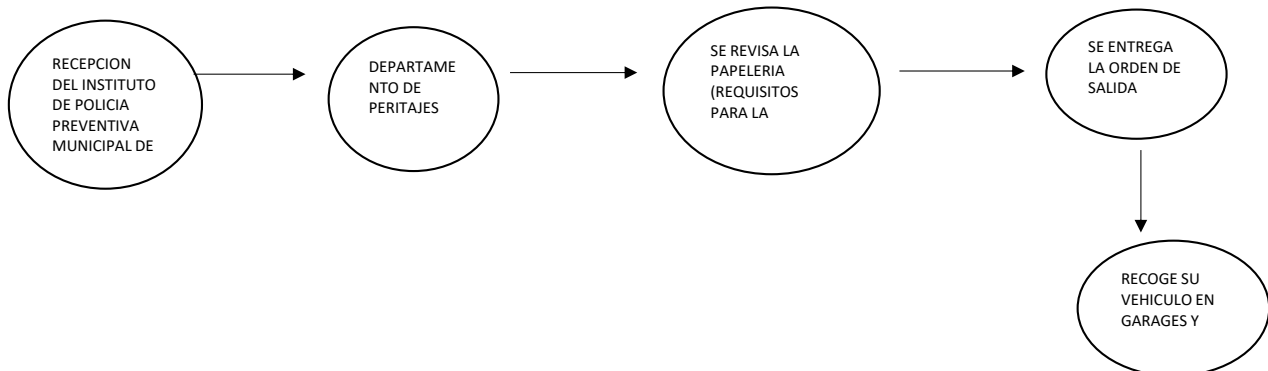 RECEPCION
DEL INSTITUTO
DE POLICIA
PREVENTIVA
MUNICIPAL DE
DEPARTAME
NTO DE
PERITAJES
SE REVISA LA
PAPELERIA
(REQUISITOS
PARA LA
SE ENTREGA
LA ORDEN DE
SALIDA
RECOGE SU
VEHICULO EN
GARAGES Y